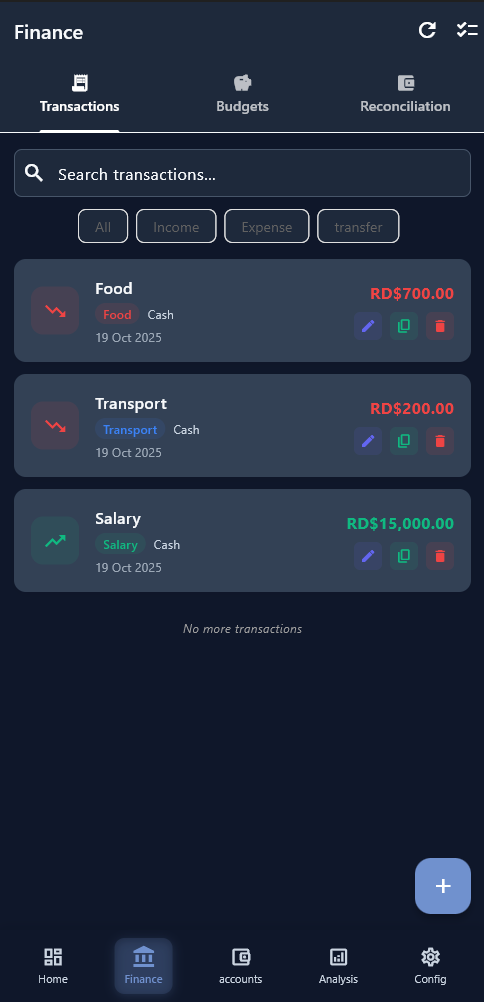 Finance
Transactions Budgets Reconciliation
Search transactions...
All Income Expense transfer
Food
RD$700.00
Food Cash
19 Oct 2025
Transport
RD$200.00
Transport Cash
19 Oct 2025
Salary
RD$15,000.00
Salary Cash
19 Oct 2025
No more transactions
Home Finance accounts Analysis Config